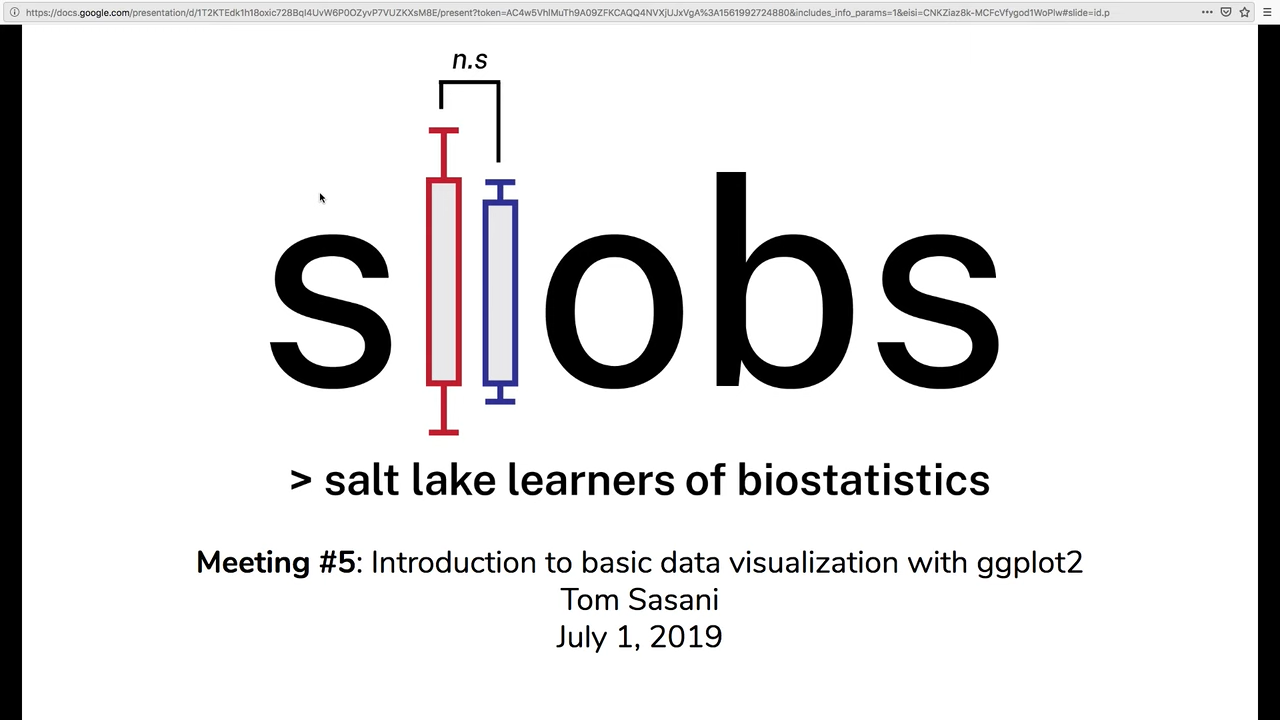 https://docs.google.com/presentation/d/1T2KTEdk1h18oxic728BqI4UvW6P0OZyvP7VUZKXsM8E/present?token=AC4w5VhlMuTh9A09ZFKCAQQ4NVXjUJxVgA%3A1561992724880&includes_info_params=1&eisi=CNKZiaz8k-MCFcVfygod1WoPlw#slide=id.p
n.s
sllobs
> salt lake learners of biostatistics
Meeting #5: Introduction to basic data visualization with ggplot2
Tom Sasani
July 1, 2019